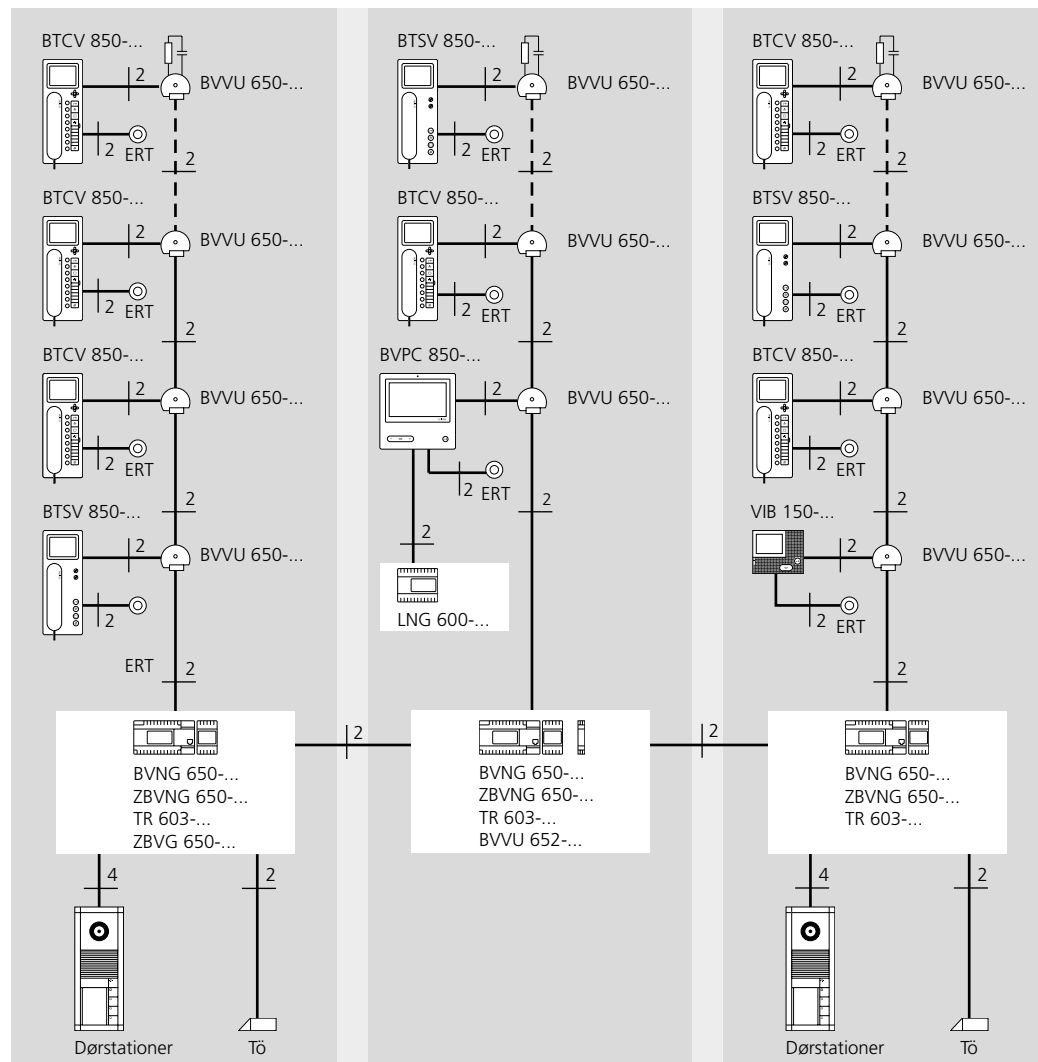 BTCV 850-...
2
BVVU 650-...
2
ERT
2
BTCV 850-...
2
BVVU 650-...
2
ERT
2
BTCV 850-...
2
BVVU 650-...
2
ERT
2
BTSV 850-...
2
BVVU 650-...
2
ERT
ERT
2
BVNG 650-...
ZBVNG 650-...
TR 603-...
ZBVG 650-...
4
2
Dørstationer
Tö
2
BTSV 850-...
2
BVVU 650-...
2
ERT
2
BTCV 850-...
2
BVVU 650-...
2
ERT
2
BVPC 850-...
2
BVVU 650-...
2
ERT
2
2
LNG 600-...
BVNG 650-...
ZBVNG 650-...
TR 603-...
BVVU 652-...
2
BTCV 850-...
2
BVVU 650-...
2
ERT
2
BTSV 850-...
2
BVVU 650-...
2
ERT
2
BTCV 850-...
2
BVVU 650-...
2
ERT
2
VIB 150-...
2
BVVU 650-...
2
ERT
2
BVNG 650-...
ZBVNG 650-...
TR 603-...
4
2
Dørstationer
Tö